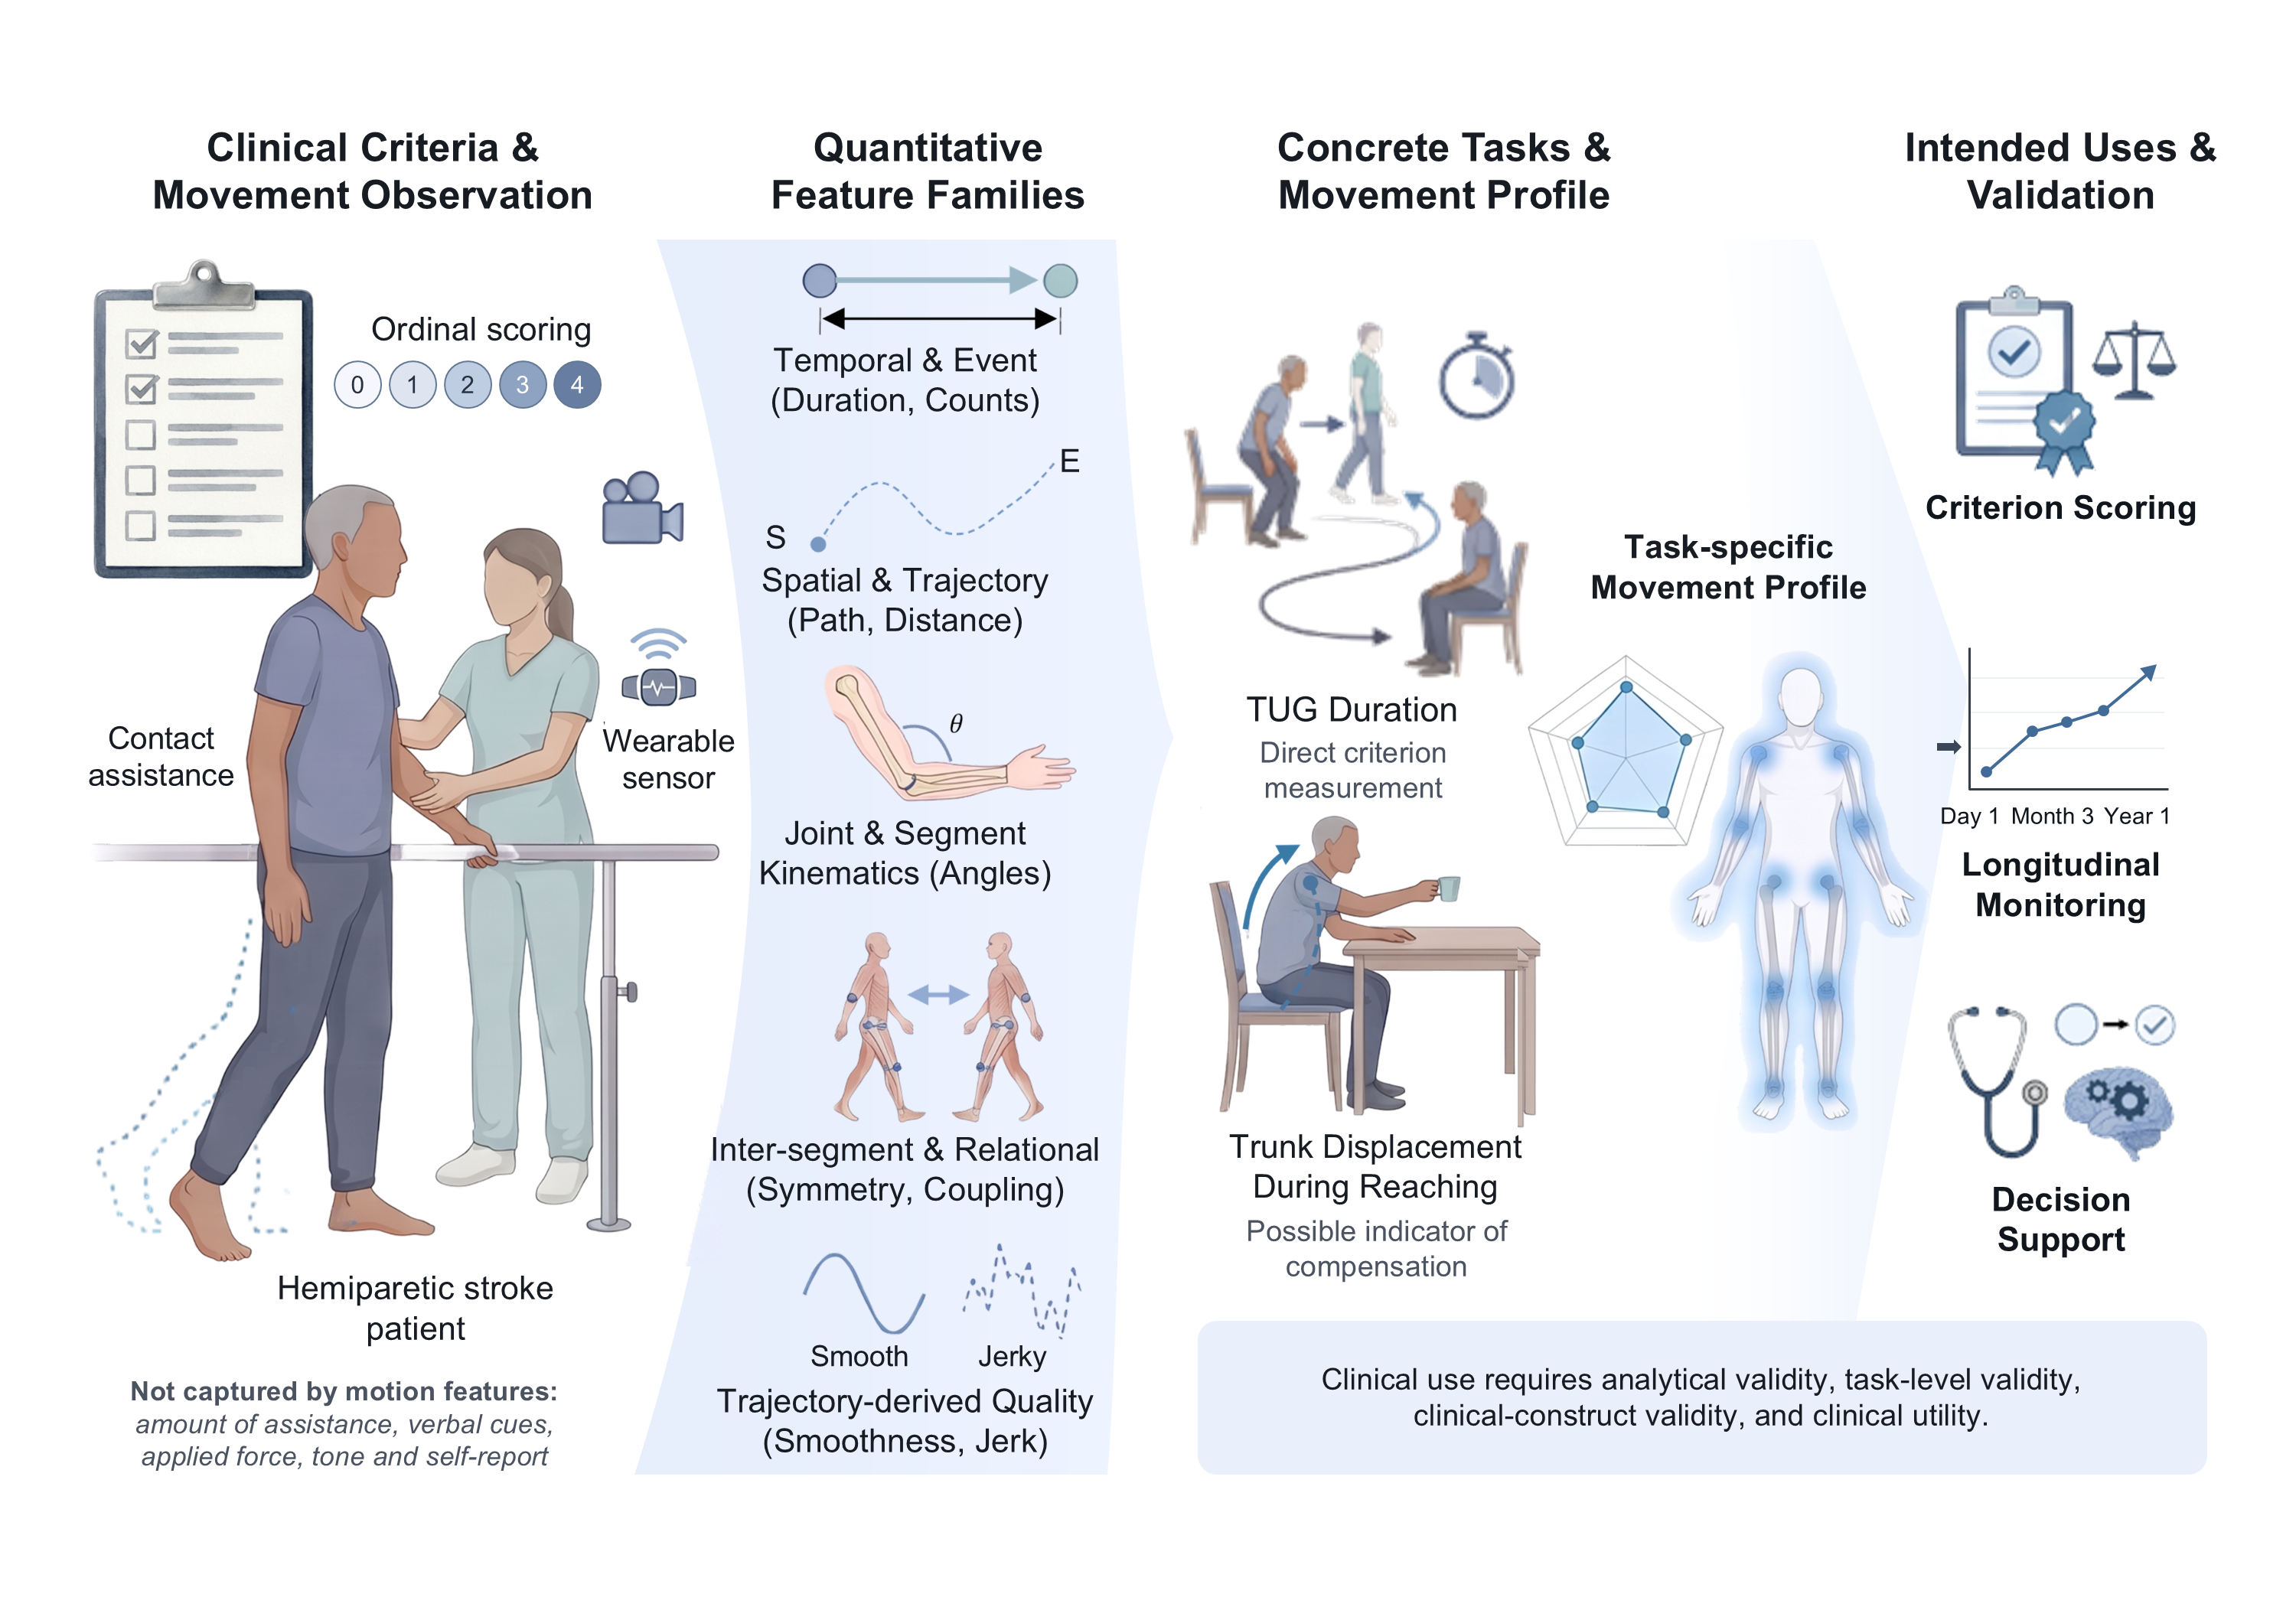 Clinical Criteria &
Movement Observation
Ordinal scoring
0 1 2 3 4
Contact
assistance
Wearable
sensor
Hemiparetic stroke
patient
Not captured by motion features:
amount of assistance, verbal cues,
applied force, tone and self-report
Quantitative
Feature Families
Temporal & Event
(Duration, Counts)
E
S
Spatial & Trajectory
(Path, Distance)
θ
Joint & Segment
Kinematics (Angles)
Inter-segment & Relational
(Symmetry, Coupling)
Smooth Jerky
Trajectory-derived Quality
(Smoothness, Jerk)
Concrete Tasks &
Movement Profile
TUG Duration
Direct criterion
measurement
Trunk Displacement
During Reaching
Possible indicator of
compensation
Task-specific
Movement Profile
Intended Uses &
Validation
Criterion Scoring
Day 1 Month 3 Year 1
Longitudinal
Monitoring
Decision
Support
Clinical use requires analytical validity, task-level validity,
clinical-construct validity, and clinical utility.